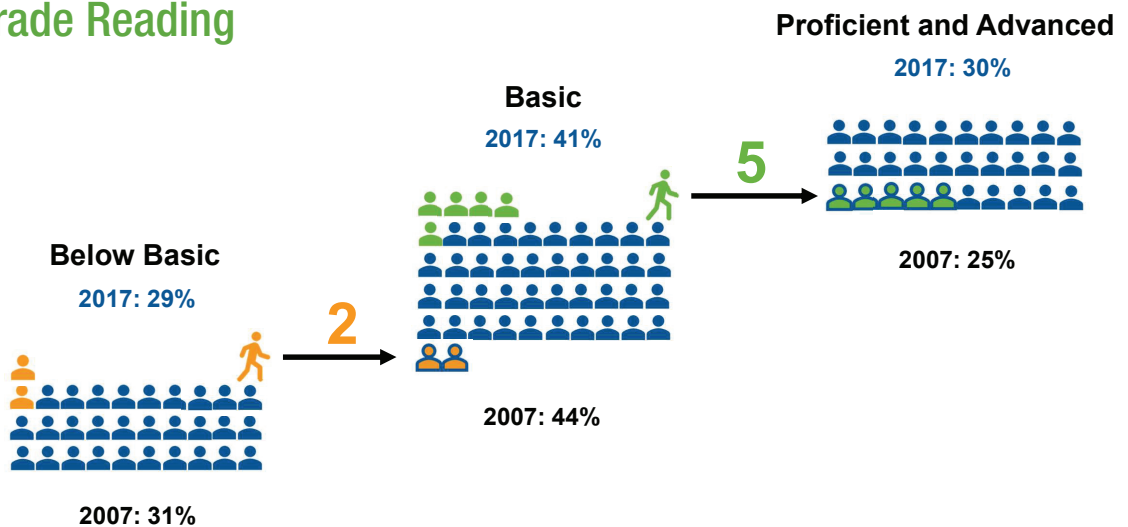 rade Reading
Proficient and Advanced
2017: 30%
Basic
2017: 41%
5
Below Basic
2017: 29%
2007: 25%
2
2007: 44%
2007: 31%